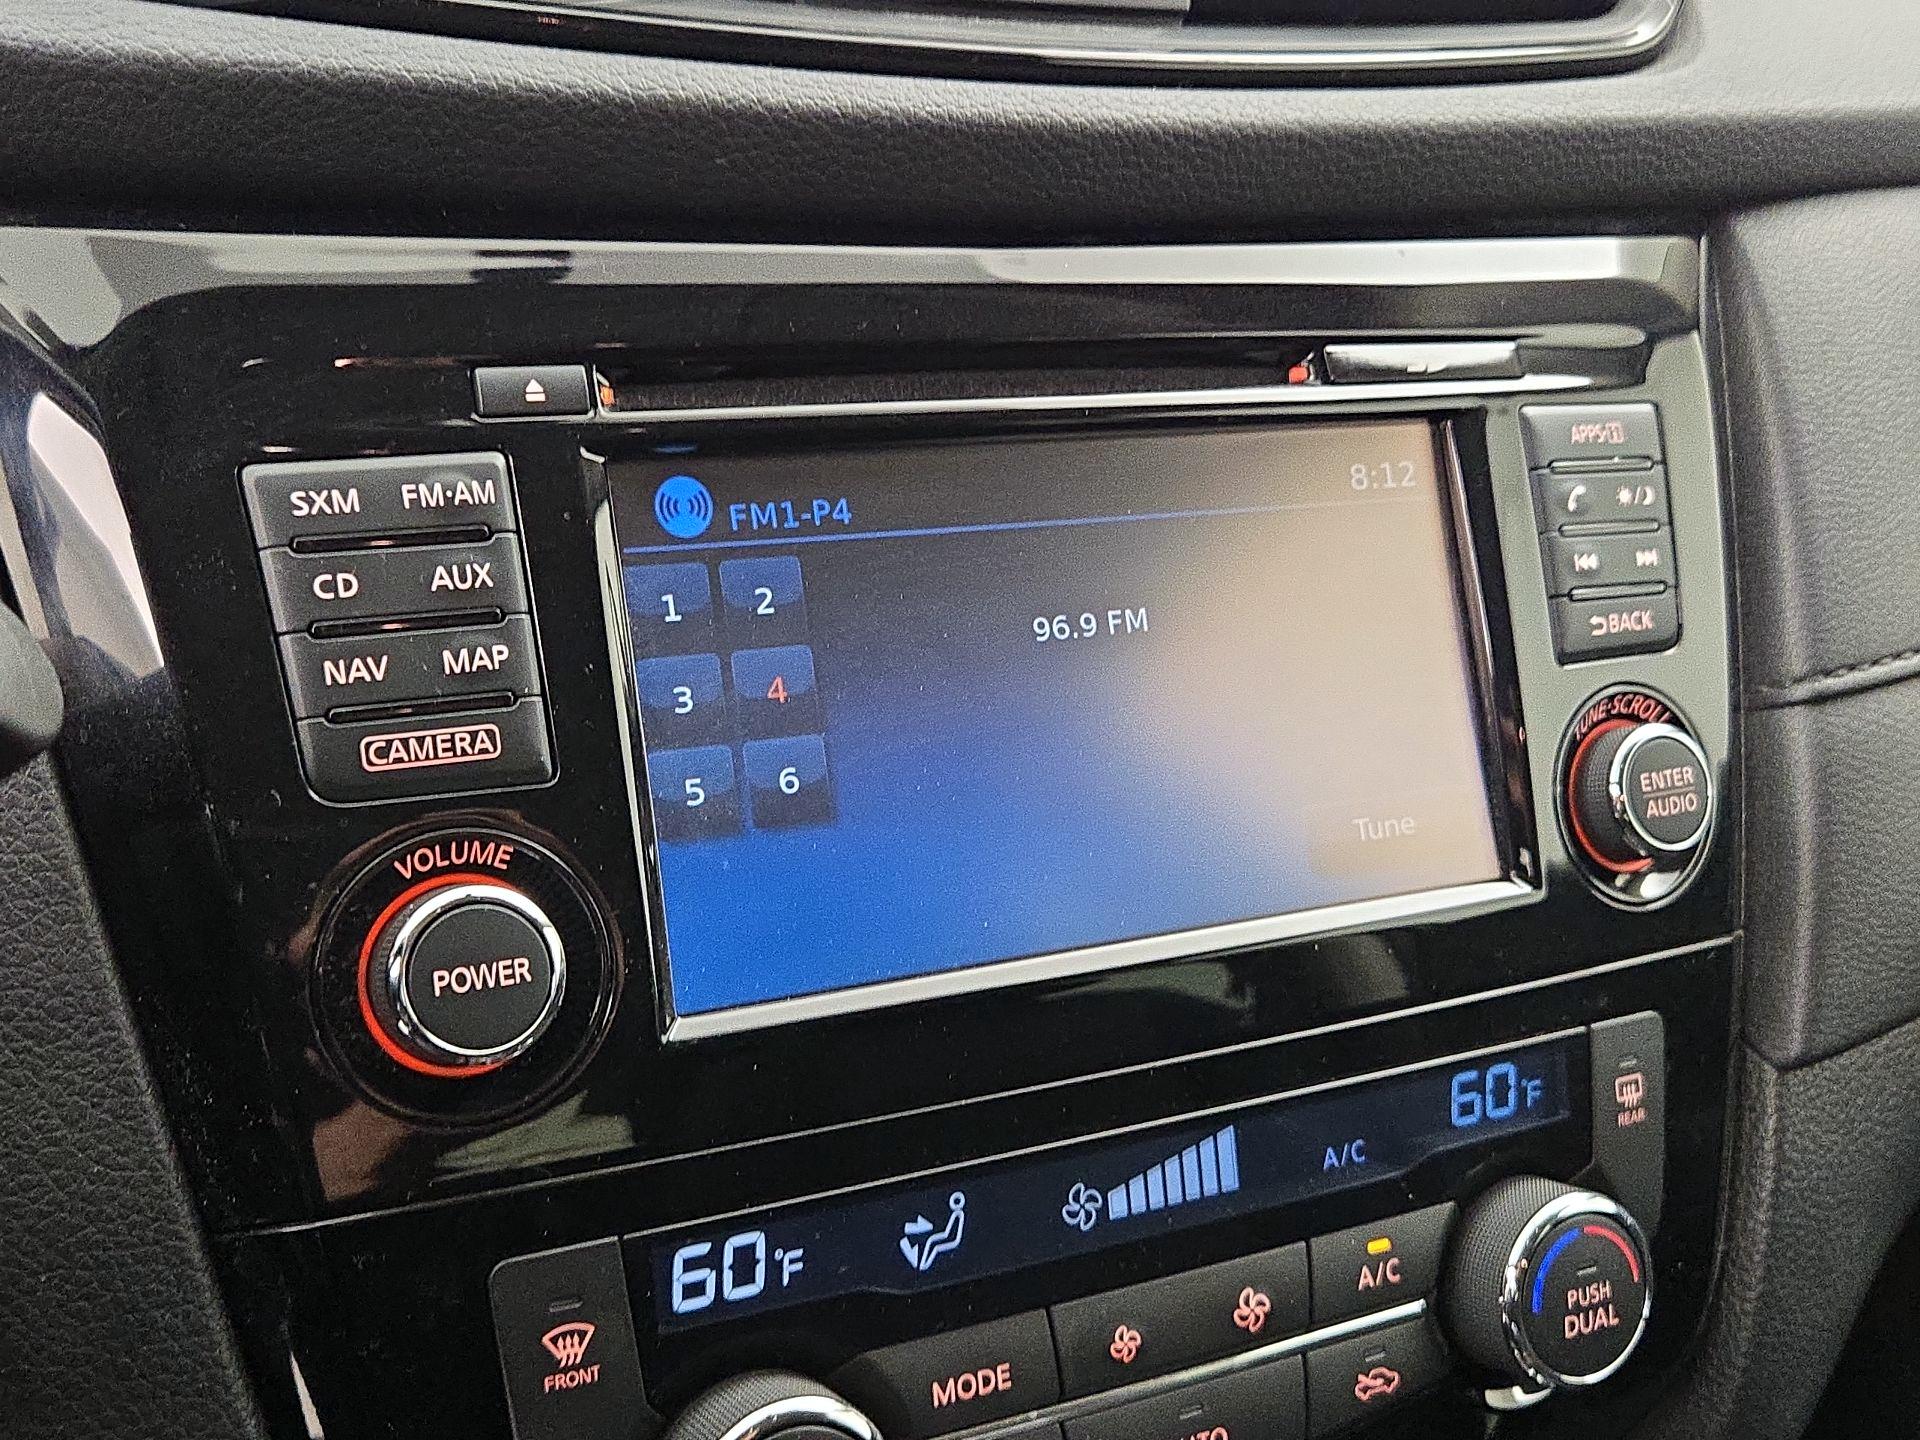 SXM FM·AM
CD AUX
NAV MAP
CAMERA
VOLUME
POWER
FM1-P4
8:12
1 2
3 4
5 6
96.9 FM
Tune
APPS·i
BACK
TUNE·SCROLL
ENTER
AUDIO
60°F
A/C
60°F
REAR
FRONT
MODE
A/C
PUSH
DUAL